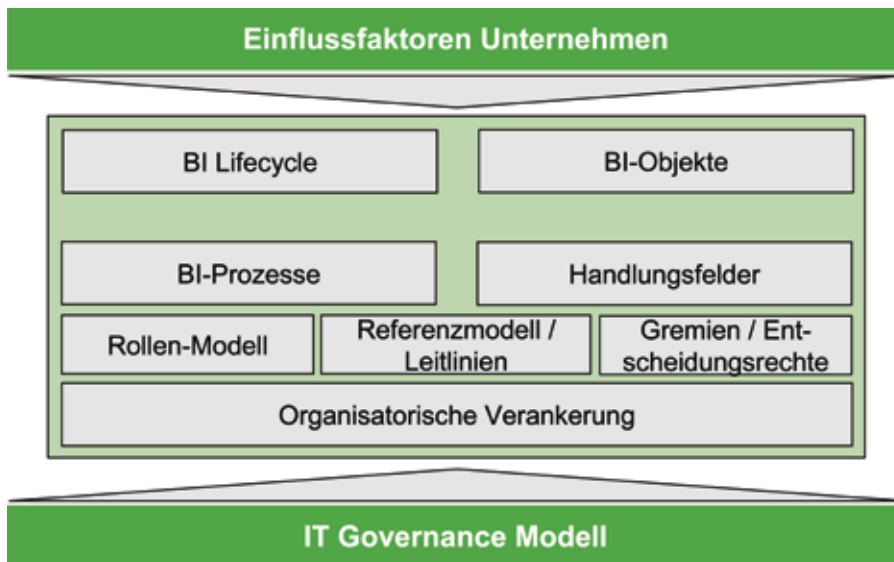 Einflussfaktoren Unternehmen
BI Lifecycle
BI-Objekte
BI-Prozesse
Handlungsfelder
Rollen-Modell
Referenzmodell /
Leitlinien
Gremien / Ent-
scheidungsrechte
Organisatorische Verankerung
IT Governance Modell